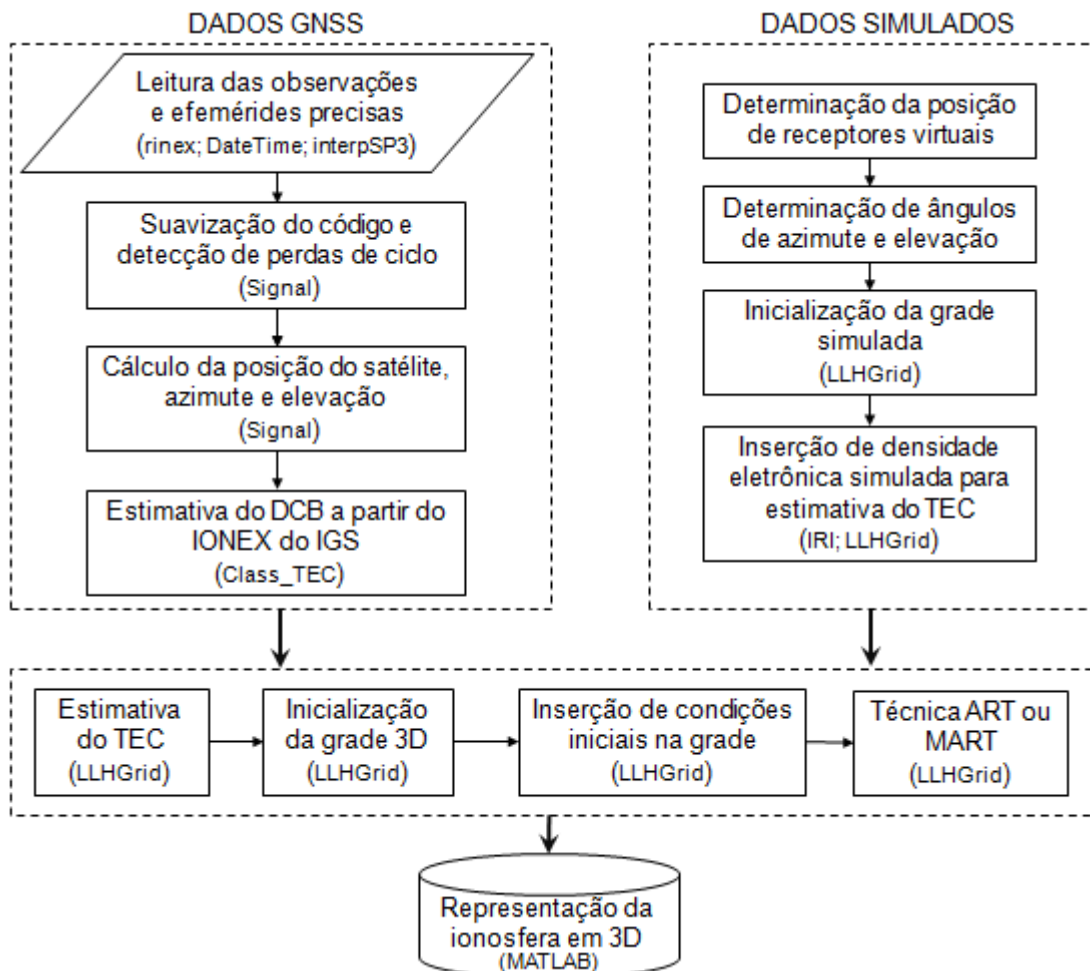 DADOS GNSS
Leitura das observações
e efemérides precisas
(rinex; DateTime; interpSP3)
Suavização do código e
detecção de perdas de ciclo
(Signal)
Cálculo da posição do satélite,
azimute e elevação
(Signal)
Estimativa do DCB a partir do
IONEX do IGS
(Class_TEC)
DADOS SIMULADOS
Determinação da posição
de receptores virtuais
Determinação de ângulos
de azimute e elevação
Inicialização da grade
simulada
(LLHGrid)
Inserção de densidade
eletrônica simulada para
estimativa do TEC
(IRI; LLHGrid)
Estimativa
do TEC
(LLHGrid)
Inicialização
da grade 3D
(LLHGrid)
Inserção de condições
iniciais na grade
(LLHGrid)
Técnica ART ou
MART
(LLHGrid)
Representação da
ionosfera em 3D
(MATLAB)